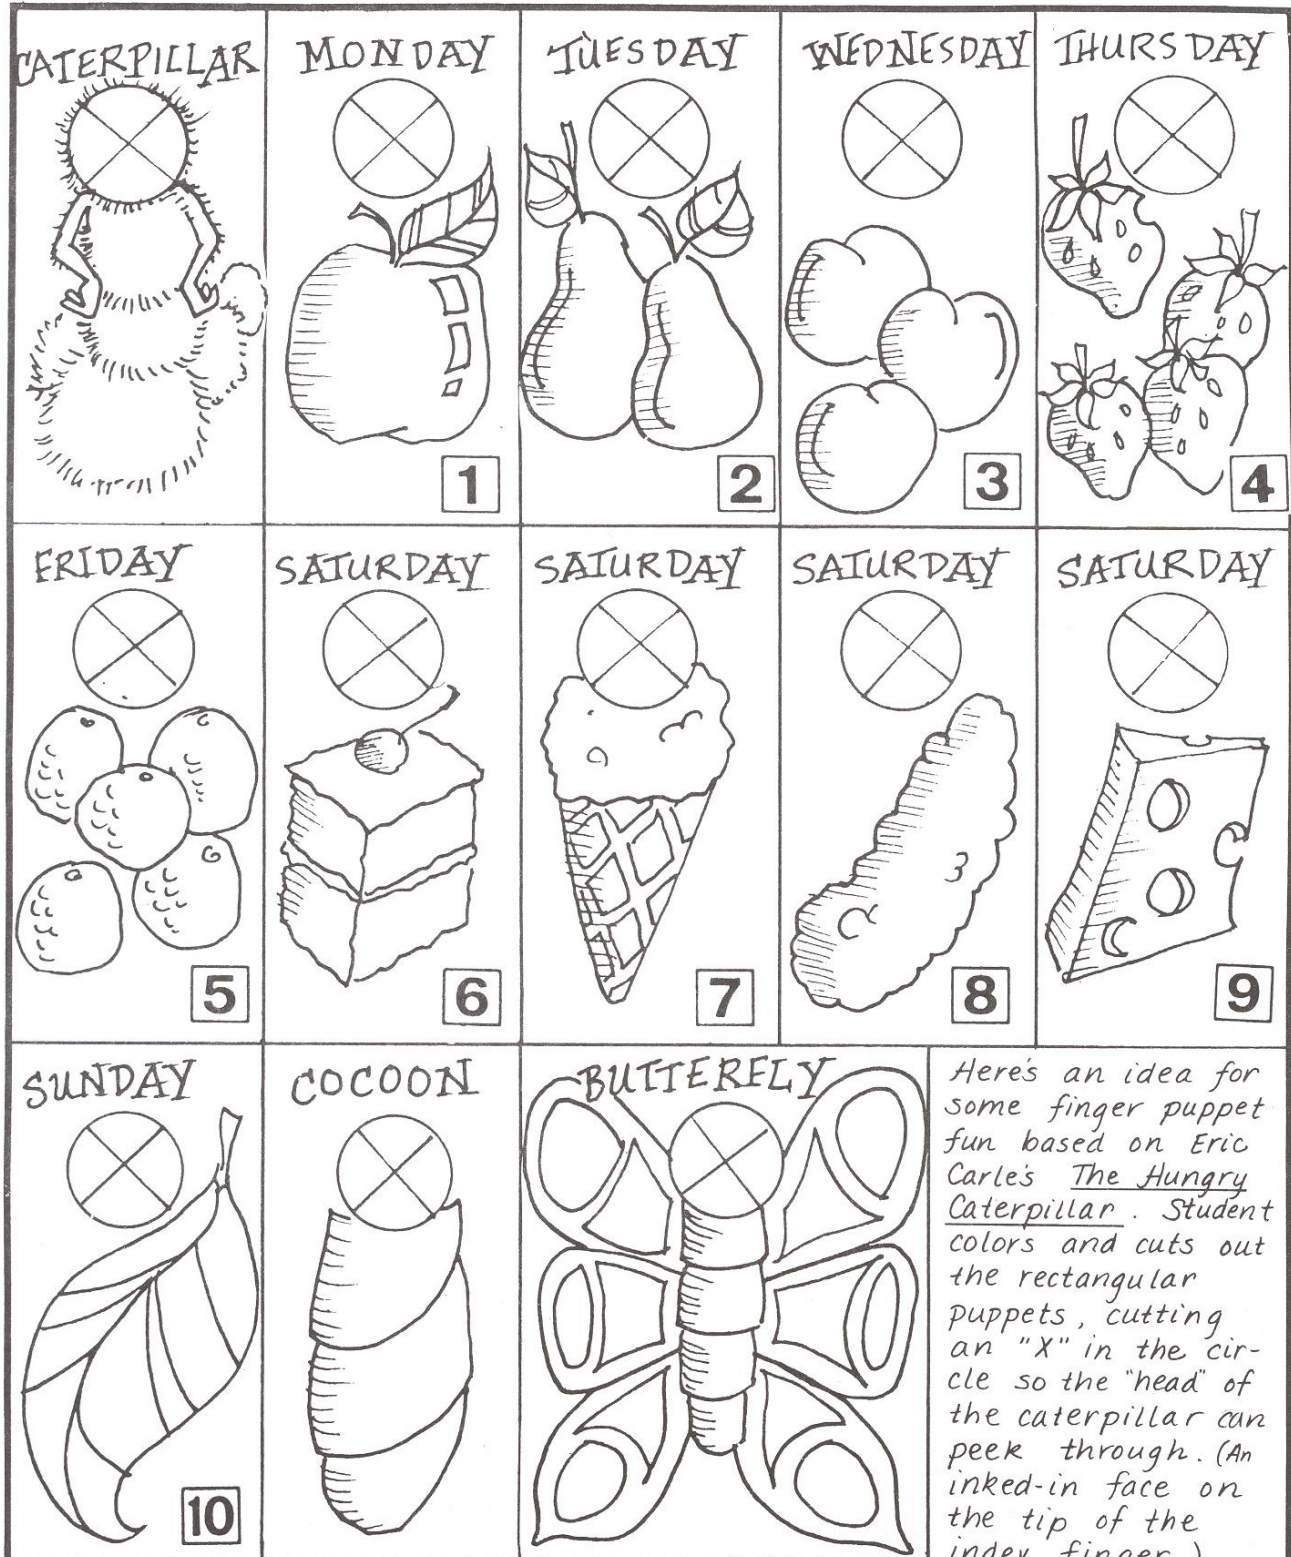 CATERPILLAR
MONDAY
1
TUESDAY
2
WEDNESDAY
3
THURSDAY
4
FRIDAY
5
SATURDAY
6
SATURDAY
7
SATURDAY
8
SATURDAY
9
SUNDAY
10
COCOON
BUTTERFLY
Here's an idea for
some finger puppet
fun based on Eric
Carle's The Hungry
Caterpillar. Student
colors and cuts out
the rectangular
puppets, cutting
an "X" in the cir-
cle so the "head" of
the caterpillar can
peek through. (An
inked-in face on
the tip of the
index finger.)